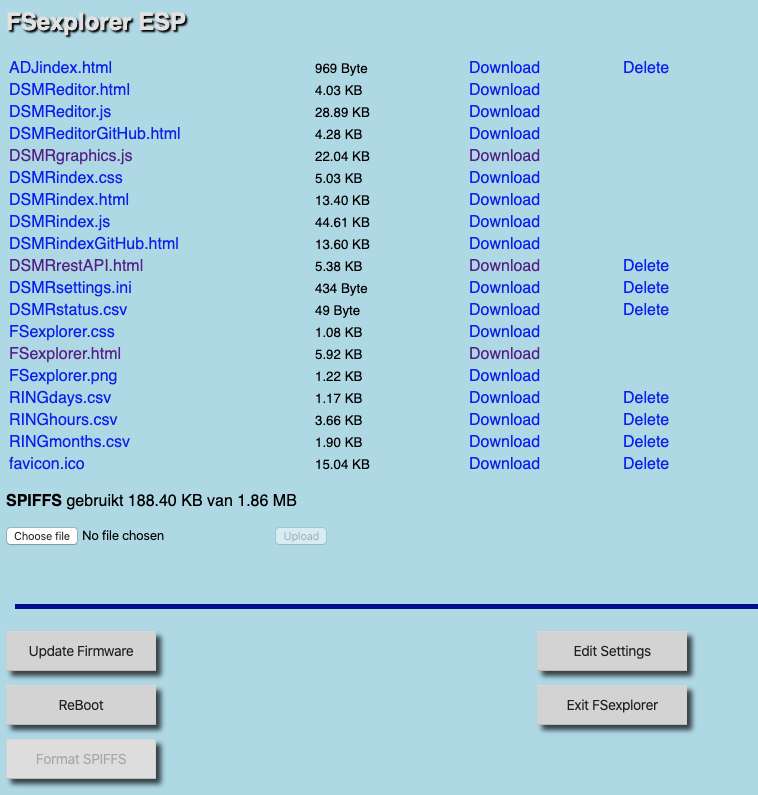 FSexplorer ESP
ADJindex.html 969 Byte Download Delete
DSMReditor.html 4.03 KB Download
DSMReditor.js 28.89 KB Download
DSMReditorGitHub.html 4.28 KB Download
DSMRgraphics.js 22.04 KB Download
DSMRindex.css 5.03 KB Download
DSMRindex.html 13.40 KB Download
DSMRindex.js 44.61 KB Download
DSMRindexGitHub.html 13.60 KB Download
DSMRrestAPI.html 5.38 KB Download Delete
DSMRsettings.ini 434 Byte Download Delete
DSMRstatus.csv 49 Byte Download Delete
FSexplorer.css 1.08 KB Download
FSexplorer.html 5.92 KB Download
FSexplorer.png 1.22 KB Download
RINGdays.csv 1.17 KB Download Delete
RINGhours.csv 3.66 KB Download Delete
RINGmonths.csv 1.90 KB Download Delete
favicon.ico 15.04 KB Download Delete
SPIFFS gebruikt 188.40 KB van 1.86 MB
Choose file No file chosen Upload
Update Firmware Edit Settings
ReBoot Exit FSexplorer
Format SPIFFS